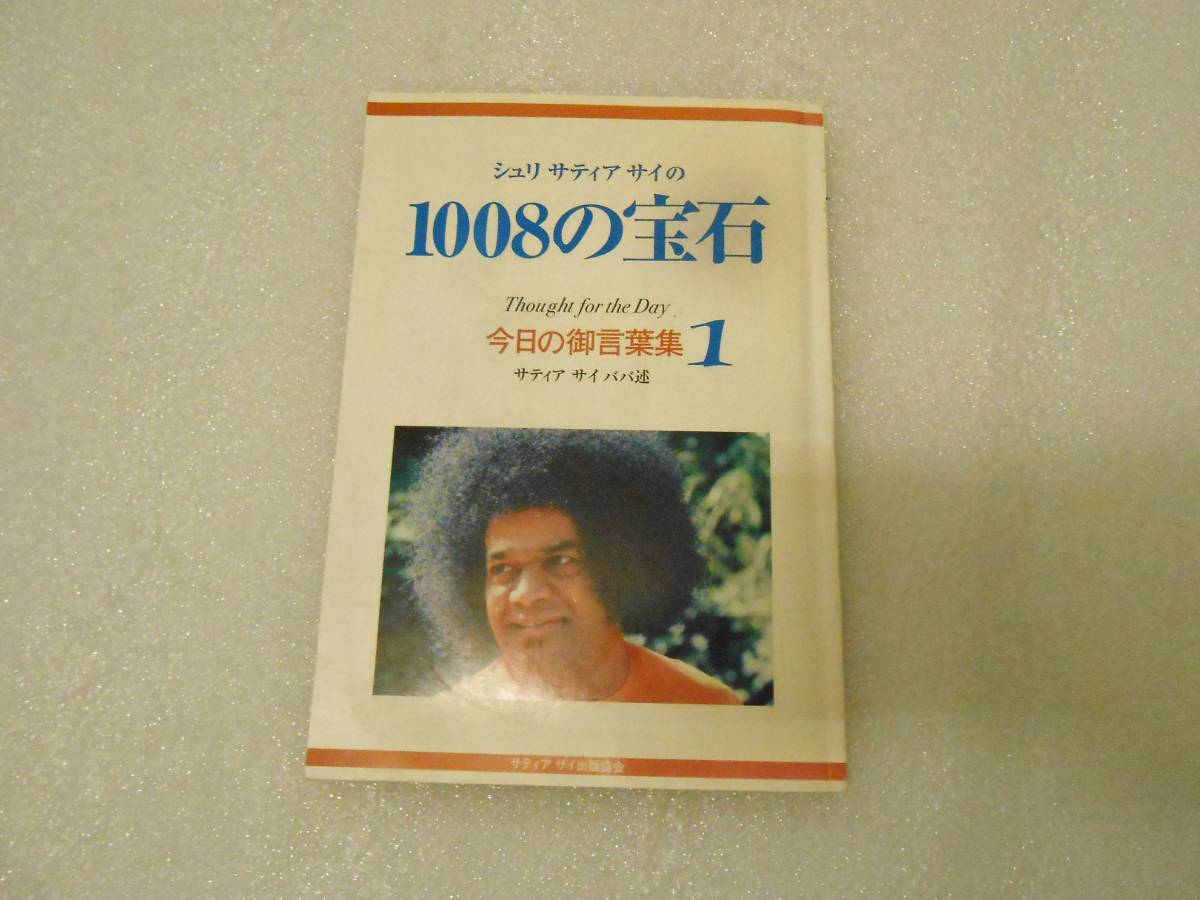 シュリ サティア サイの
1008の宝石
Thought for the Day
今日の御言葉集 1
サティア サイ ババ述
サティア サイ出版協会